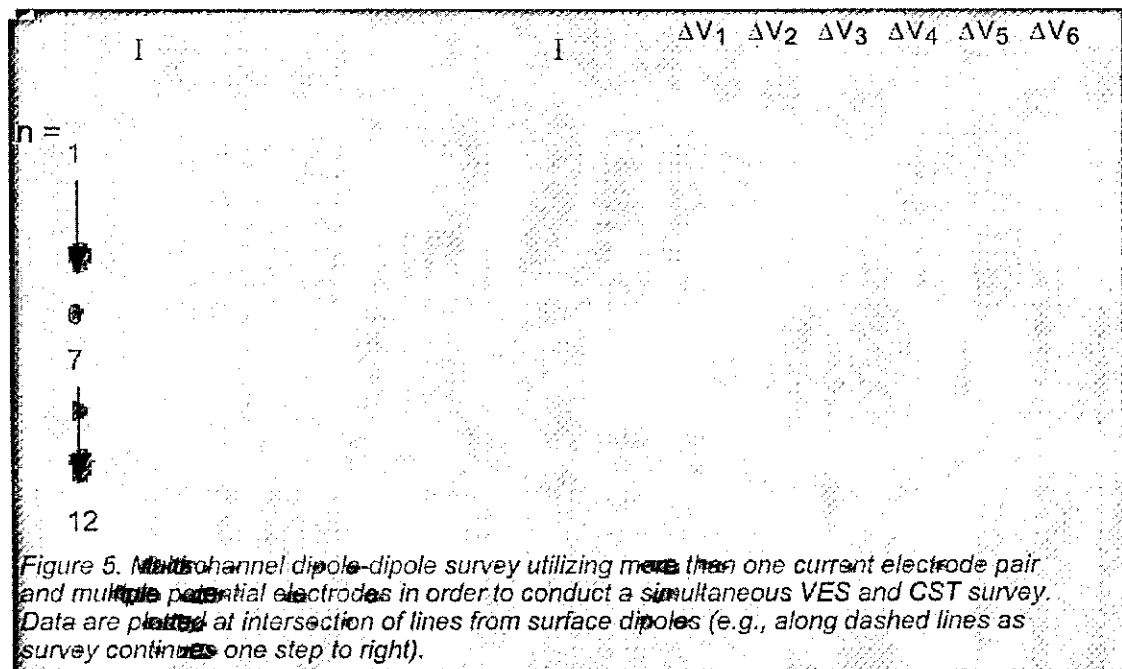 I I ΔV1 ΔV2 ΔV3 ΔV4 ΔV5 ΔV6
n =
1
6
7
12
Figure 5. Multichannel dipole-dipole survey utilizing more than one current electrode pair
and multiple potential electrodes in order to conduct a simultaneous VES and CST survey.
Data are plotted at intersection of lines from surface dipoles (e.g., along dashed lines as
survey continues one step to right).